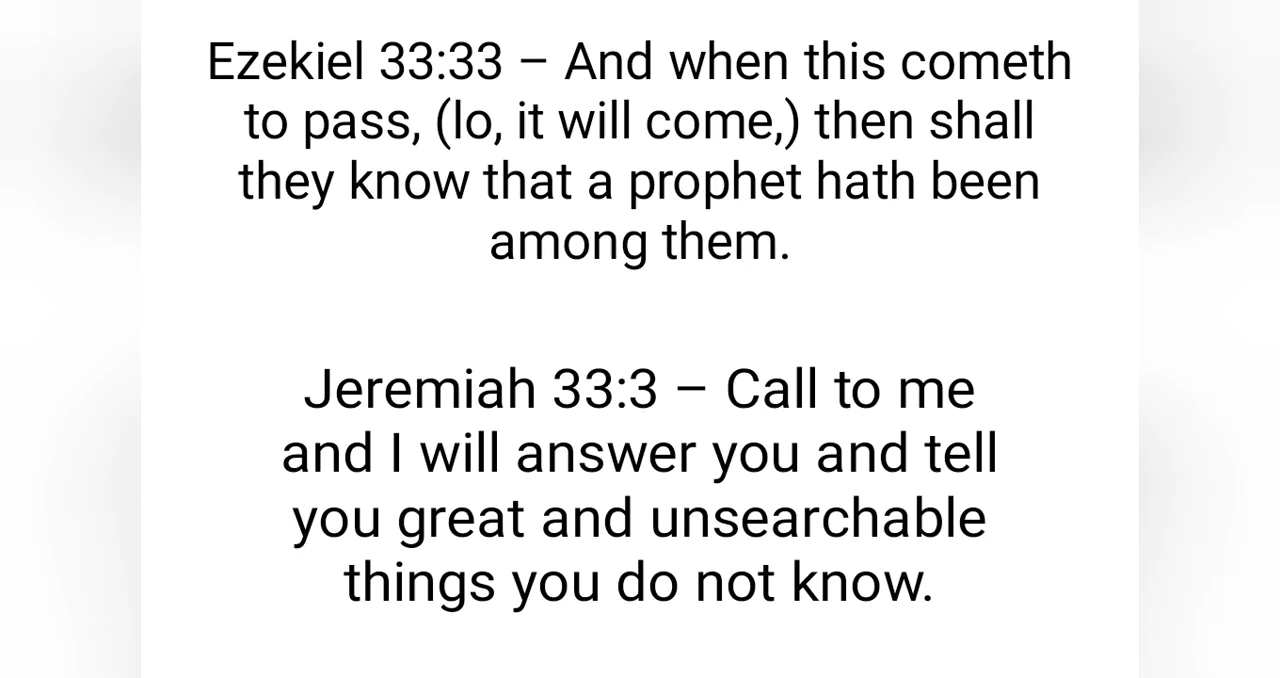 Ezekiel 33:33 – And when this cometh
to pass, (lo, it will come,) then shall
they know that a prophet hath been
among them.
Jeremiah 33:3 – Call to me
and I will answer you and tell
you great and unsearchable
things you do not know.